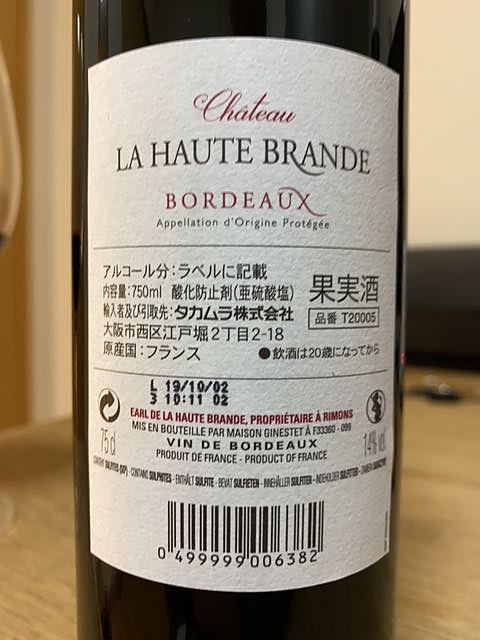 Château
LA HAUTE BRANDE
BORDEAUX
Appellation d'Origine Protégée
アルコール分:ラベルに記載
内容量:750ml 酸化防止剤(亜硫酸塩)
果実酒
輸入者及び引取先:タカムラ株式会社
品番 T20005
大阪市西区江戸堀2丁目2-18
原産国:フランス
●飲酒は20歳になってから
L 19/10/02
3 10:11 02
EARL DE LA HAUTE BRANDE, PROPRIÉTAIRE À RIMONS
MIS EN BOUTEILLE PAR MAISON GINESTET À F33360 - 099
VIN DE BORDEAUX
75 cl
14% vol.
PRODUIT DE FRANCE - PRODUCT OF FRANCE
CONTAINS SULPHITES - ENTHÄLT SULFITE - BEVAT SULFIETEN - INNEHÅLLER SULFITER - INDEHOLDER SULFITTER
0 499999 006382